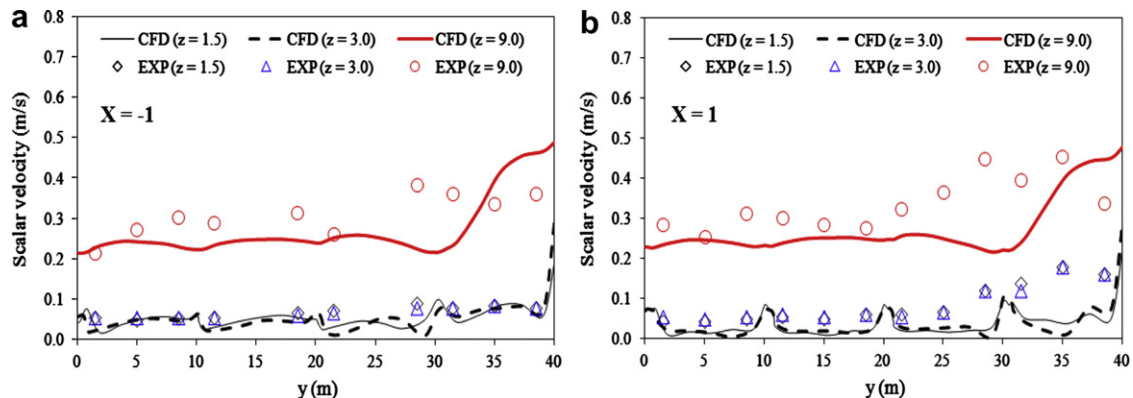 a
0.8
0.7
0.6
0.5
0.4
0.3
0.2
0.1
0.0
Scalar velocity (m/s)
CFD (z = 1.5) CFD (z = 3.0) CFD (z = 9.0)
EXP (z = 1.5) EXP (z = 3.0) EXP (z = 9.0)
X = -1
0 5 10 15 20 25 30 35 40
y (m)
b
0.8
0.7
0.6
0.5
0.4
0.3
0.2
0.1
0.0
Scalar velocity (m/s)
CFD (z = 1.5) CFD (z = 3.0) CFD (z = 9.0)
EXP (z = 1.5) EXP (z = 3.0) EXP (z = 9.0)
X = 1
0 5 10 15 20 25 30 35 40
y (m)